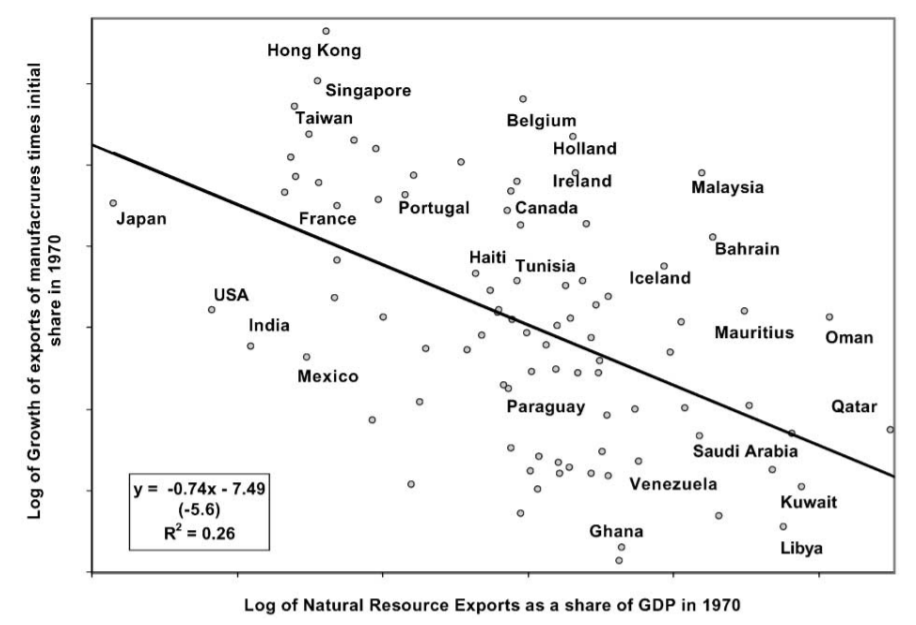 Hong Kong
Singapore
Taiwan
Belgium
Holland
Ireland
Malaysia
Japan
France
Portugal
Canada
Bahrain
Haiti
Tunisia
Iceland
USA
India
Mauritius
Oman
Mexico
Paraguay
Qatar
Saudi Arabia
Venezuela
Kuwait
Ghana
Libya
y = -0.74x - 7.49
(-5.6)
R² = 0.26
Log of Growth of exports of manufacrures times initial
share in 1970
Log of Natural Resource Exports as a share of GDP in 1970